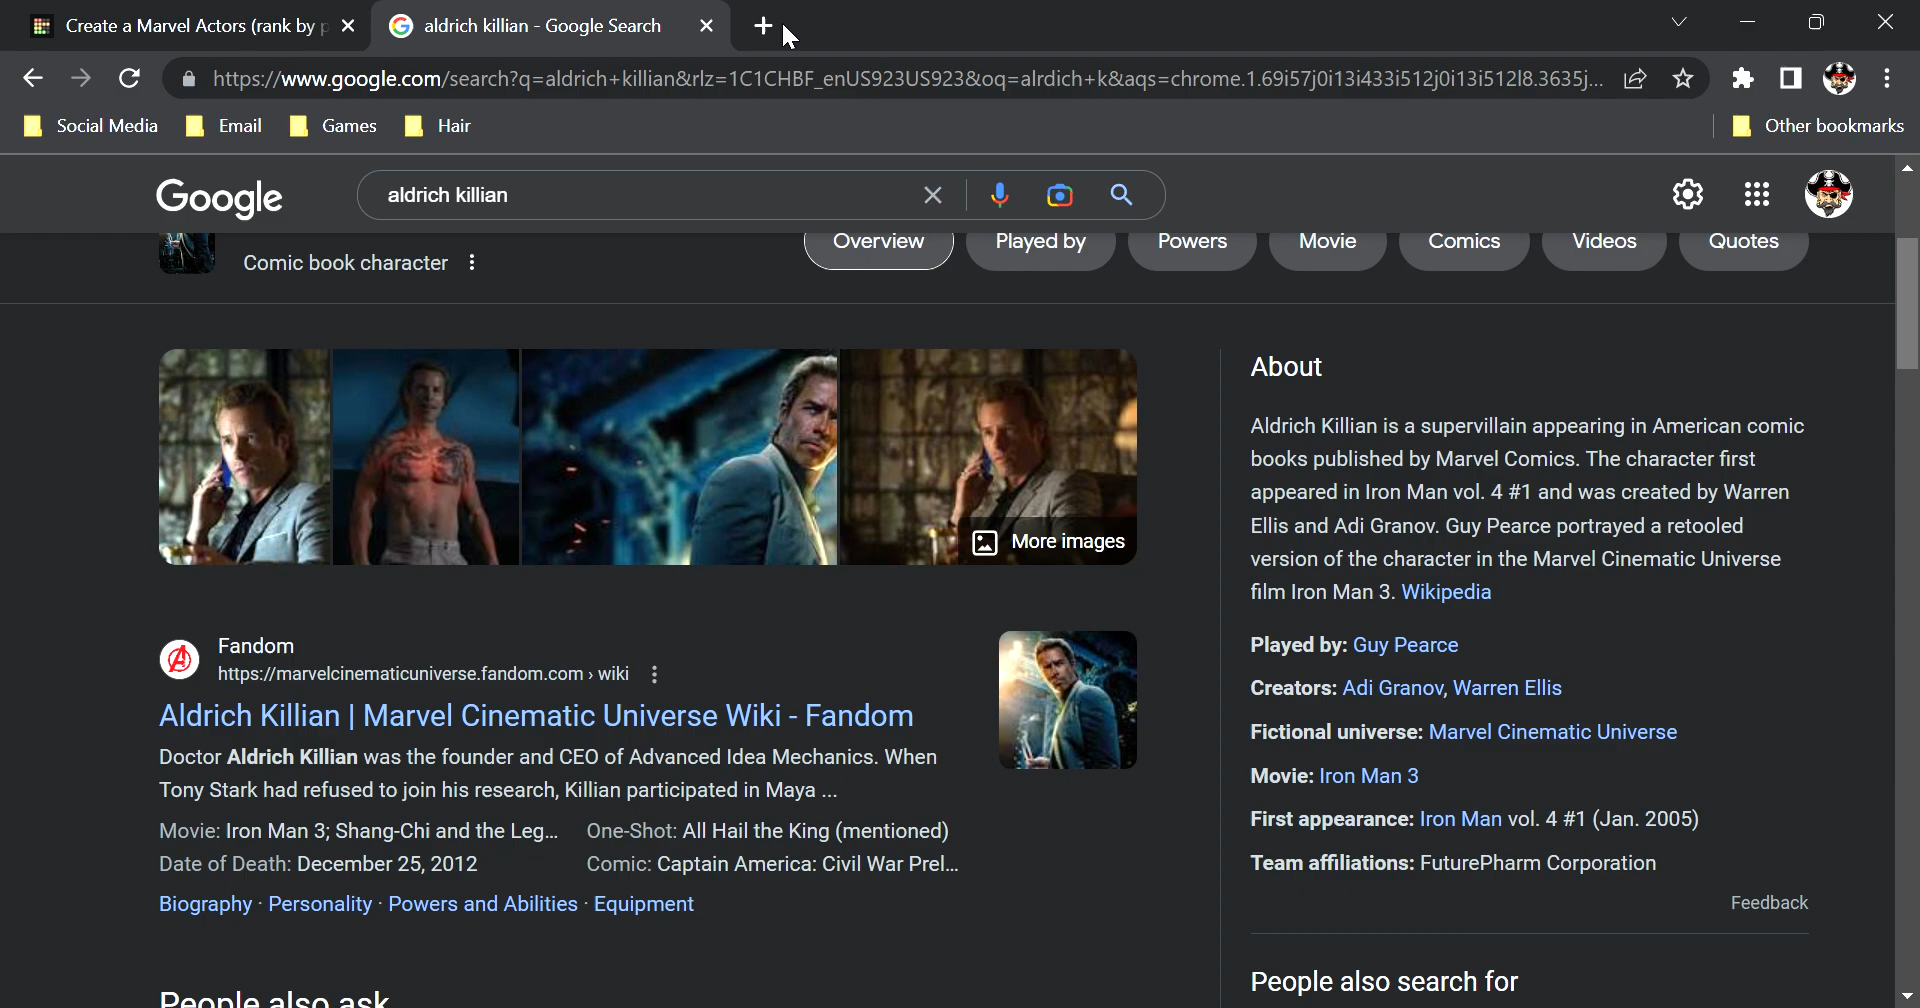 Create a Marvel Actors (rank by p
aldrich killian - Google Search
https://www.google.com/search?q=aldrich+killian&rlz=1C1CHBF_enUS923US923&oq=alrdich+k&aqs=chrome.1.69i57j0i13i433i512j0i13i512l8.3635j...
Social Media Email Games Hair Other bookmarks
Google
aldrich killian
Comic book character
Overview Played by Powers Movie Comics Videos Quotes
More images
Fandom
https://marvelcinematicuniverse.fandom.com › wiki
Aldrich Killian | Marvel Cinematic Universe Wiki - Fandom
Doctor Aldrich Killian was the founder and CEO of Advanced Idea Mechanics. When
Tony Stark had refused to join his research, Killian participated in Maya ...
Movie: Iron Man 3; Shang-Chi and the Leg... One-Shot: All Hail the King (mentioned)
Date of Death: December 25, 2012 Comic: Captain America: Civil War Prel...
Biography · Personality · Powers and Abilities · Equipment
People also ask
About
Aldrich Killian is a supervillain appearing in American comic
books published by Marvel Comics. The character first
appeared in Iron Man vol. 4 #1 and was created by Warren
Ellis and Adi Granov. Guy Pearce portrayed a retooled
version of the character in the Marvel Cinematic Universe
film Iron Man 3. Wikipedia
Played by: Guy Pearce
Creators: Adi Granov, Warren Ellis
Fictional universe: Marvel Cinematic Universe
Movie: Iron Man 3
First appearance: Iron Man vol. 4 #1 (Jan. 2005)
Team affiliations: FuturePharm Corporation
Feedback
People also search for